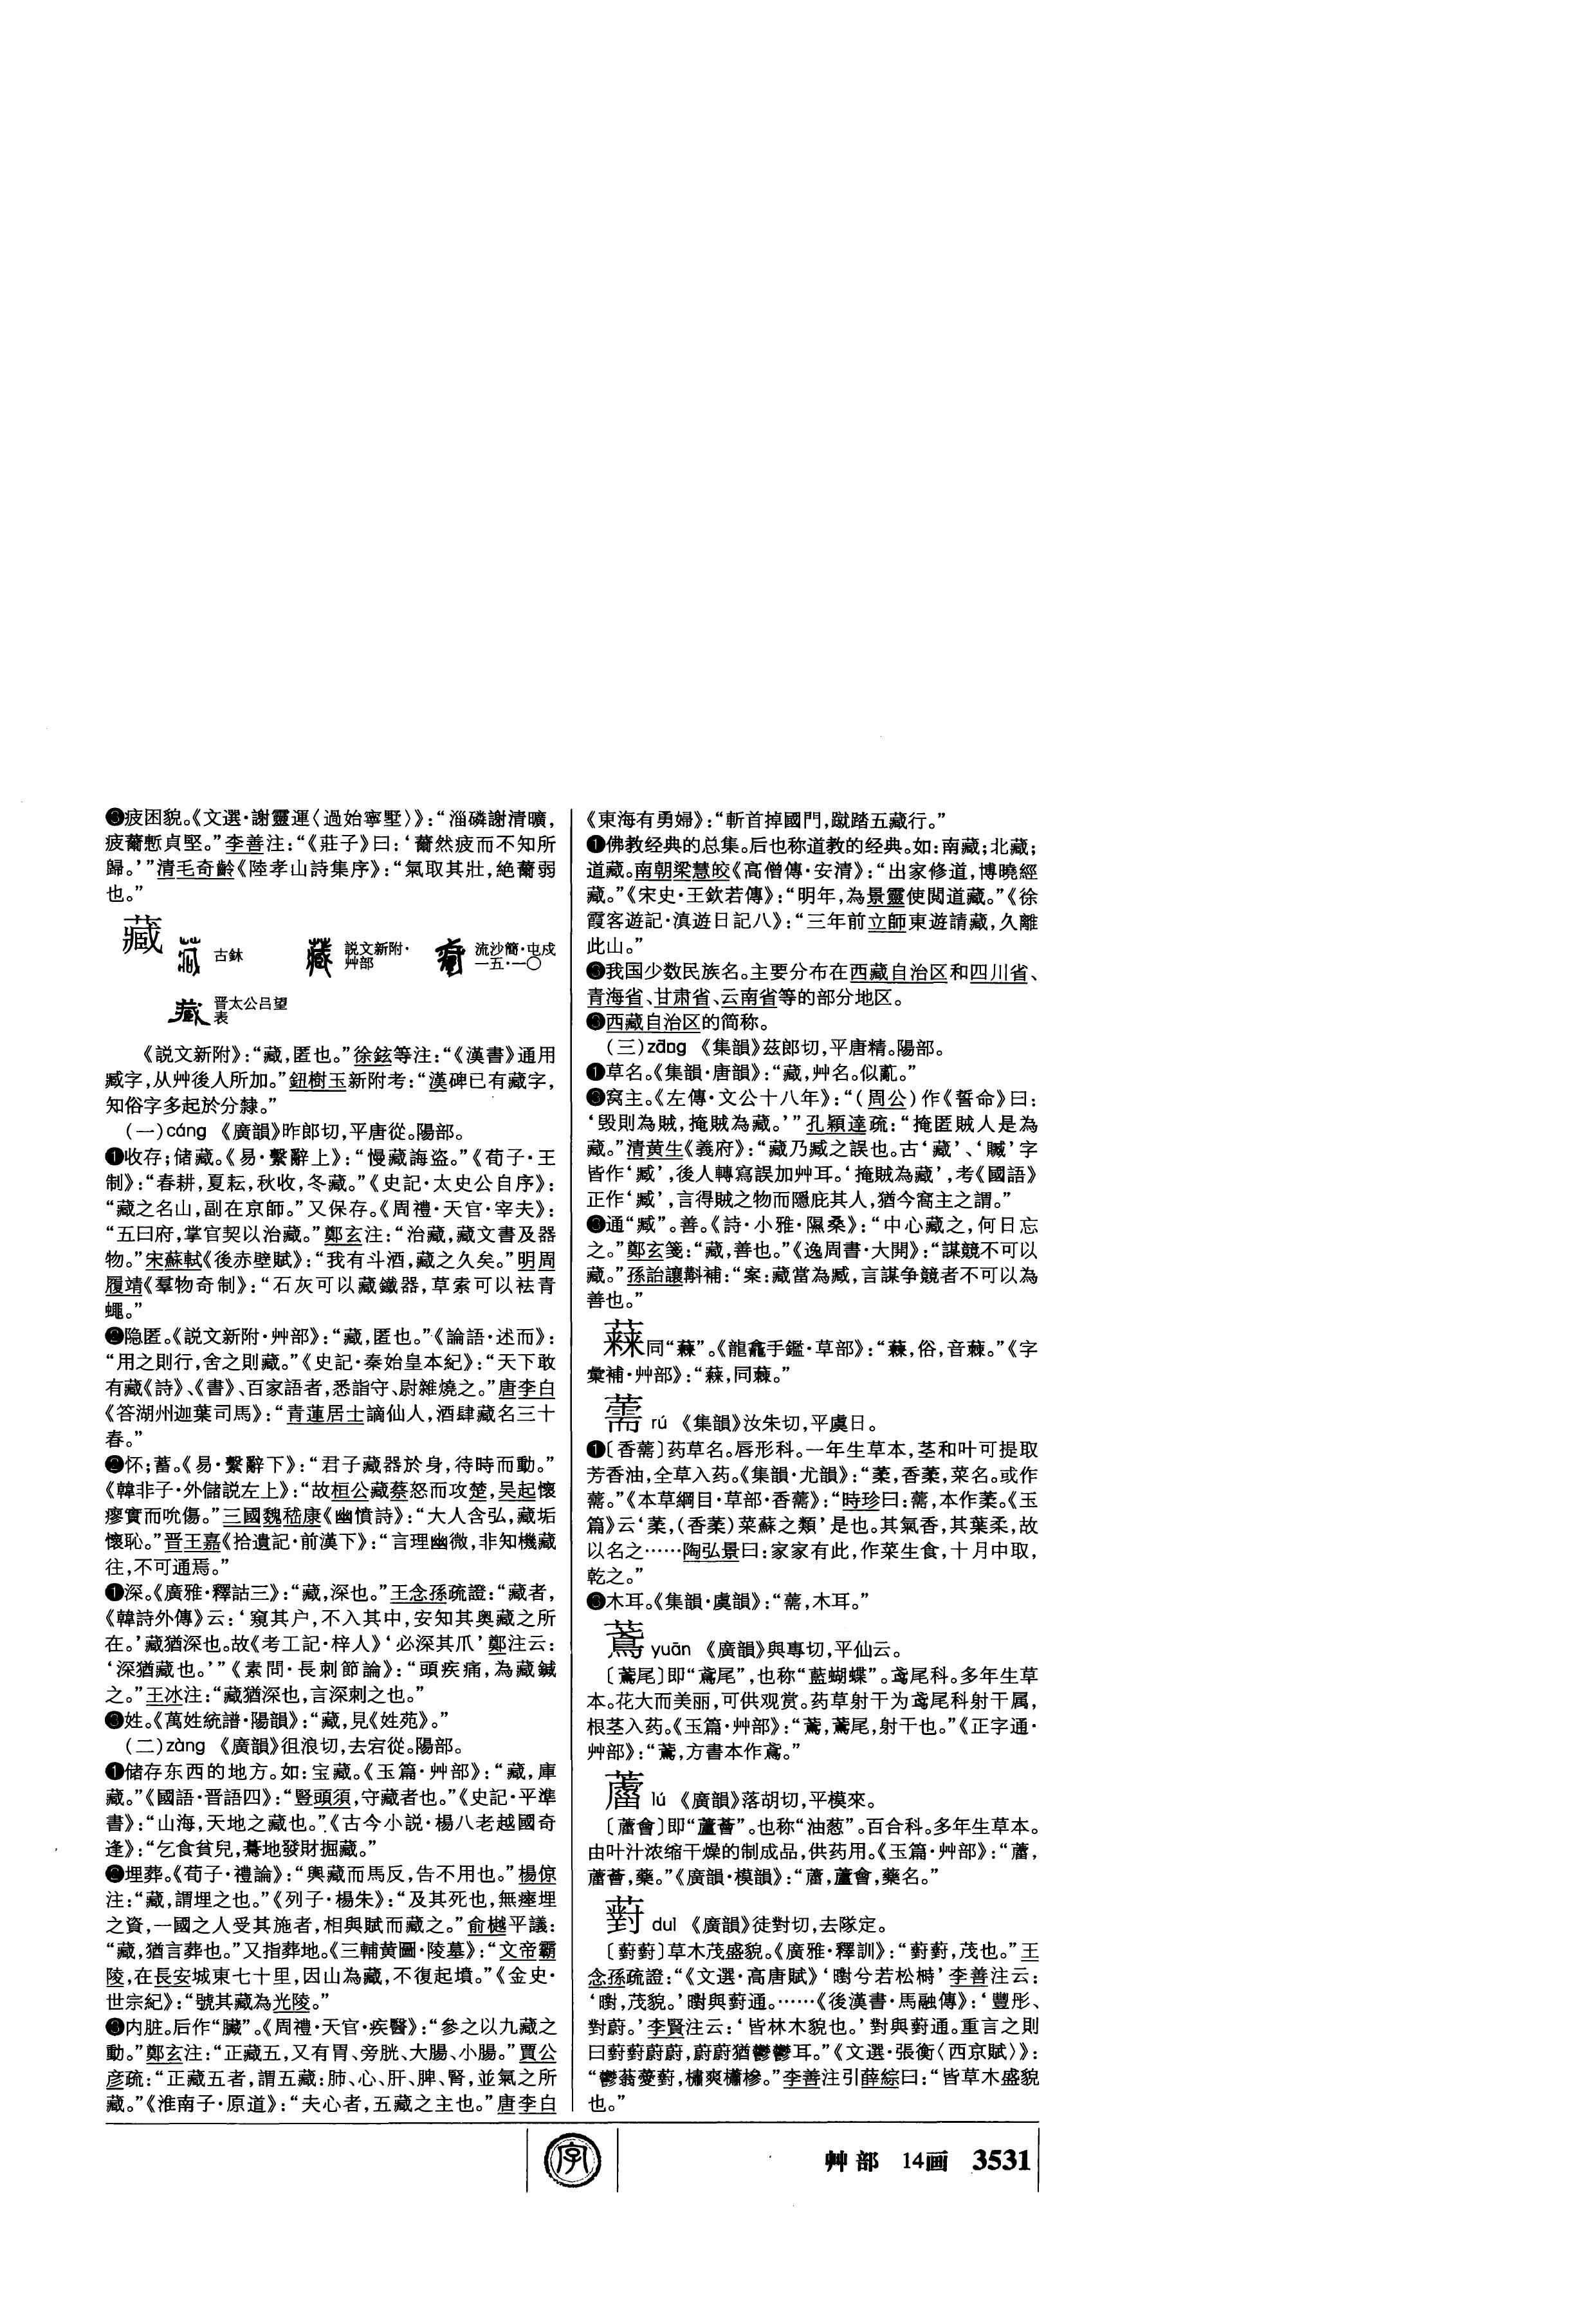 ❸疲困貌。《文選·謝靈運〈過始寧墅〉》：“淄磷謝清曠，
疲薾慙貞堅。”李善注：“《莊子》曰：‘薾然疲而不知所
歸。’”清毛奇齡《陸孝山詩集序》：“氣取其壯，絶薾弱
也。”
藏
古鉥 説文新附·艸部 流沙簡·屯戍一五·一〇
晋太公吕望表
《説文新附》：“藏，匿也。”徐鉉等注：“《漢書》通用
臧字，从艸後人所加。”鈕樹玉新附考：“漢碑已有藏字，
知俗字多起於分隸。”
（一）cáng 《廣韻》昨郎切，平唐從。陽部。
❶收存；储藏。《易·繫辭上》：“慢藏誨盗。”《荀子·王
制》：“春耕，夏耘，秋收，冬藏。”《史記·太史公自序》：
“藏之名山，副在京師。”又保存。《周禮·天官·宰夫》：
“五曰府，掌官契以治藏。”鄭玄注：“治藏，藏文書及器
物。”宋蘇軾《後赤壁賦》：“我有斗酒，藏之久矣。”明周
履靖《羣物奇制》：“石灰可以藏鐵器，草索可以袪青
蠅。”
❷隐匿。《説文新附·艸部》：“藏，匿也。”《論語·述而》：
“用之則行，舍之則藏。”《史記·秦始皇本紀》：“天下敢
有藏《詩》、《書》、百家語者，悉詣守、尉雜燒之。”唐李白
《答湖州迦葉司馬》：“青蓮居士謫仙人，酒肆藏名三十
春。”
❷怀；蓄。《易·繫辭下》：“君子藏器於身，待時而動。”
《韓非子·外儲説左上》：“故桓公藏蔡怒而攻楚，吴起懷
瘳實而吮傷。”三國魏嵇康《幽憤詩》：“大人含弘，藏垢
懷恥。”晋王嘉《拾遺記·前漢下》：“言理幽微，非知機藏
往，不可通焉。”
❶深。《廣雅·釋詁三》：“藏，深也。”王念孫疏證：“藏者，
《韓詩外傳》云：‘窺其户，不入其中，安知其奥藏之所
在。’藏猶深也。故《考工記·梓人》‘必深其爪’鄭注云：
‘深猶藏也。’”《素問·長刺節論》：“頭疾痛，為藏鍼
之。”王冰注：“藏猶深也，言深刺之也。”
❸姓。《萬姓統譜·陽韻》：“藏，見《姓苑》。”
（二）zàng 《廣韻》徂浪切，去宕從。陽部。
❶储存东西的地方。如：宝藏。《玉篇·艸部》：“藏，庫
藏。”《國語·晋語四》：“豎頭須，守藏者也。”《史記·平準
書》：“山海，天地之藏也。”《古今小説·楊八老越國奇
逢》：“乞食貧兒，驀地發財掘藏。”
❷埋葬。《荀子·禮論》：“輿藏而馬反，告不用也。”楊倞
注：“藏，謂埋之也。”《列子·楊朱》：“及其死也，無瘞埋
之資，一國之人受其施者，相與賦而藏之。”俞樾平議：
“藏，猶言葬也。”又指葬地。《三輔黄圖·陵墓》：“文帝霸
陵，在長安城東七十里，因山為藏，不復起墳。”《金史·
世宗紀》：“號其藏為光陵。”
❸内脏。后作“臟”。《周禮·天官·疾醫》：“參之以九藏之
動。”鄭玄注：“正藏五，又有胃、旁胱、大腸、小腸。”賈公
彦疏：“正藏五者，謂五藏：肺、心、肝、脾、腎，並氣之所
藏。”《淮南子·原道》：“夫心者，五藏之主也。”唐李白
《東海有勇婦》：“斬首掉國門，蹴踏五藏行。”
❶佛教经典的总集。后也称道教的经典。如：南藏；北藏；
道藏。南朝梁慧皎《高僧傳·安清》：“出家修道，博曉經
藏。”《宋史·王欽若傳》：“明年，為景靈使閲道藏。”《徐
霞客遊記·滇遊日記八》：“三年前立師東遊請藏，久離
此山。”
❸我国少数民族名。主要分布在西藏自治区和四川省、
青海省、甘肃省、云南省等的部分地区。
❸西藏自治区的简称。
（三）zāng 《集韻》茲郎切，平唐精。陽部。
❶草名。《集韻·唐韻》：“藏，艸名。似薍。”
❸窝主。《左傳·文公十八年》：“（周公）作《誓命》曰：
‘毁則為賊，掩賊為藏。’”孔穎達疏：“掩匿賊人是為
藏。”清黄生《義府》：“藏乃臧之誤也。古‘藏’、‘贓’字
皆作‘臧’，後人轉寫誤加艸耳。‘掩賊為藏’，考《國語》
正作‘臧’，言得賊之物而隱庇其人，猶今窩主之謂。”
❸通“臧”。善。《詩·小雅·隰桑》：“中心藏之，何日忘
之。”鄭玄箋：“藏，善也。”《逸周書·大開》：“謀競不可以
藏。”孫詒讓斠補：“案：藏當為臧，言謀争競者不可以為
善也。”
同“蕀”。《龍龕手鑑·草部》：“，俗，音蕀。”《字
彙補·艸部》：“，同蕀。”
薷 rú 《集韻》汝朱切，平虞日。
❶〔香薷〕药草名。唇形科。一年生草本，茎和叶可提取
芳香油，全草入药。《集韻·尤韻》：“葇，香葇，菜名。或作
薷。”《本草綱目·草部·香薷》：“時珍曰：薷，本作葇。《玉
篇》云‘葇，（香葇）菜蘇之類’是也。其氣香，其葉柔，故
以名之……陶弘景曰：家家有此，作菜生食，十月中取，
乾之。”
❸木耳。《集韻·虞韻》：“薷，木耳。”
yuān 《廣韻》與專切，平仙云。
〔尾〕即“鳶尾”，也称“藍蝴蝶”。鸢尾科。多年生草
本。花大而美丽，可供观赏。药草射干为鸢尾科射干属，
根茎入药。《玉篇·艸部》：“，尾，射干也。”《正字通·
艸部》：“，方書本作鳶。”
lú 《廣韻》落胡切，平模來。
〔會〕即“蘆薈”。也称“油葱”。百合科。多年生草本。
由叶汁浓缩干燥的制成品，供药用。《玉篇·艸部》：“，
薈，藥。”《廣韻·模韻》：“，蘆會，藥名。”
薱 duì 《廣韻》徒對切，去隊定。
〔薱薱〕草木茂盛貌。《廣雅·釋訓》：“薱薱，茂也。”王
念孫疏證：“《文選·高唐賦》‘㬣兮若松榯’李善注云：
‘㬣，茂貌。’㬣與薱通。……《後漢書·馬融傳》：‘豐彤、
對蔚。’李賢注云：‘皆林木貌也。’對與薱通。重言之則
曰薱薱蔚蔚，蔚蔚猶鬱鬱耳。”《文選·張衡〈西京賦〉》：
“鬱蓊薆薱，橚爽櫹槮。”李善注引薛綜曰：“皆草木盛貌
也。”
字
艸部 14画 3531